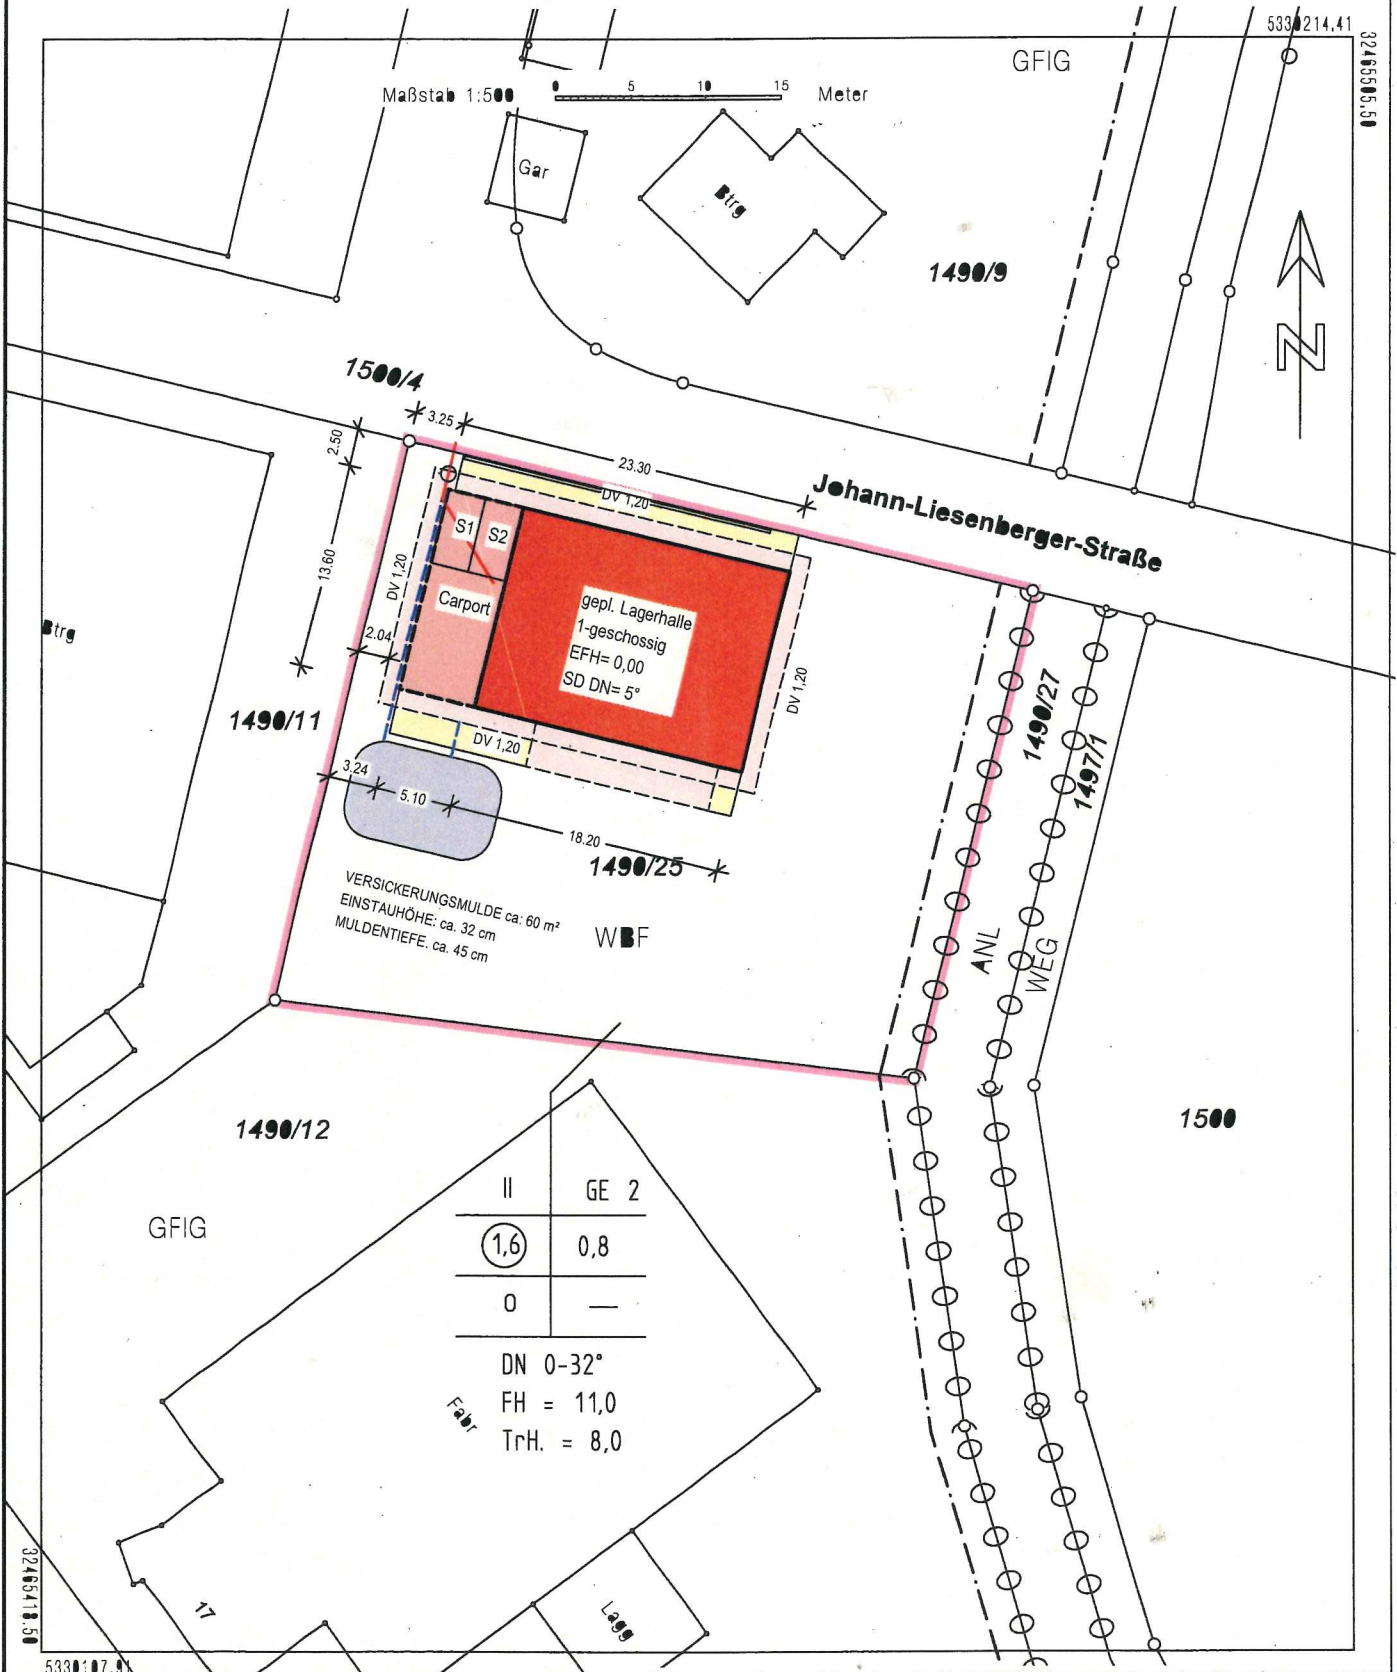 5330214,41
32465505,50
GFIG
Maßstab 1:500
0 5 10 15 Meter
Gar
Btrg
1490/9
N
1500/4
3.25
2.50
23.30
DV 1,20
Johann-Liesenberger-Straße
S1 S2
13.60
DV 1,20
Carport
gepl. Lagerhalle
1-geschossig
EFH= 0,00
SD DN= 5°
Btrg
2.04
DV 1,20
1490/27
1490/11
DV 1,20
1497/1
3.24
5.10
18.20
1490/25
VERSICKERUNGSMULDE ca: 60 m²
EINSTAUHÖHE: ca. 32 cm
MULDENTIEFE. ca. 45 cm
WBF
ANL
WEG
1490/12
1500
GFIG
II GE 2
1,6 0,8
0 —
DN 0-32°
FH = 11,0
TrH. = 8,0
Fabr
17
Lagg
32465418.50
5330107.91